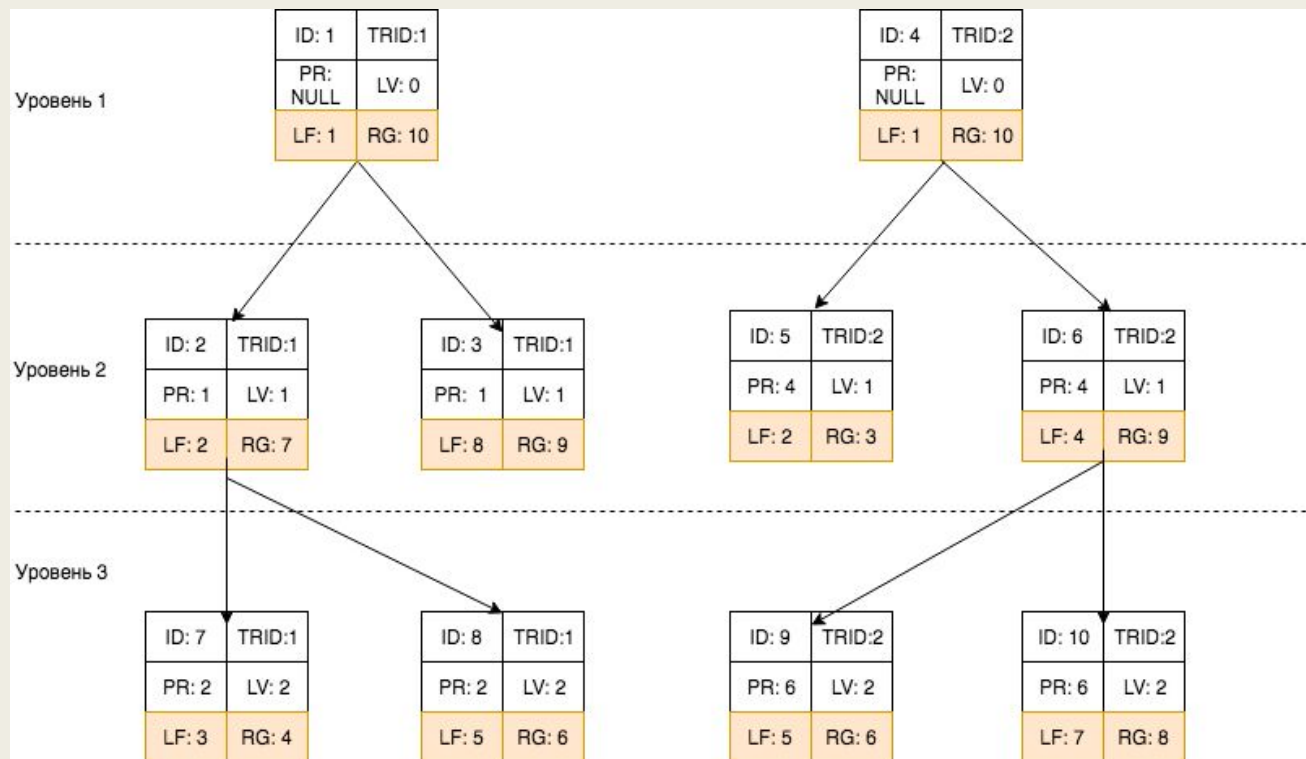 ID: 1 TRID:1
PR: NULL LV: 0
LF: 1 RG: 10
ID: 4 TRID:2
PR: NULL LV: 0
LF: 1 RG: 10
Уровень 1
ID: 2 TRID:1
PR: 1 LV: 1
LF: 2 RG: 7
ID: 3 TRID:1
PR: 1 LV: 1
LF: 8 RG: 9
ID: 5 TRID:2
PR: 4 LV: 1
LF: 2 RG: 3
ID: 6 TRID:2
PR: 4 LV: 1
LF: 4 RG: 9
Уровень 2
Уровень 3
ID: 7 TRID:1
PR: 2 LV: 2
LF: 3 RG: 4
ID: 8 TRID:1
PR: 2 LV: 2
LF: 5 RG: 6
ID: 9 TRID:2
PR: 6 LV: 2
LF: 5 RG: 6
ID: 10 TRID:2
PR: 6 LV: 2
LF: 7 RG: 8